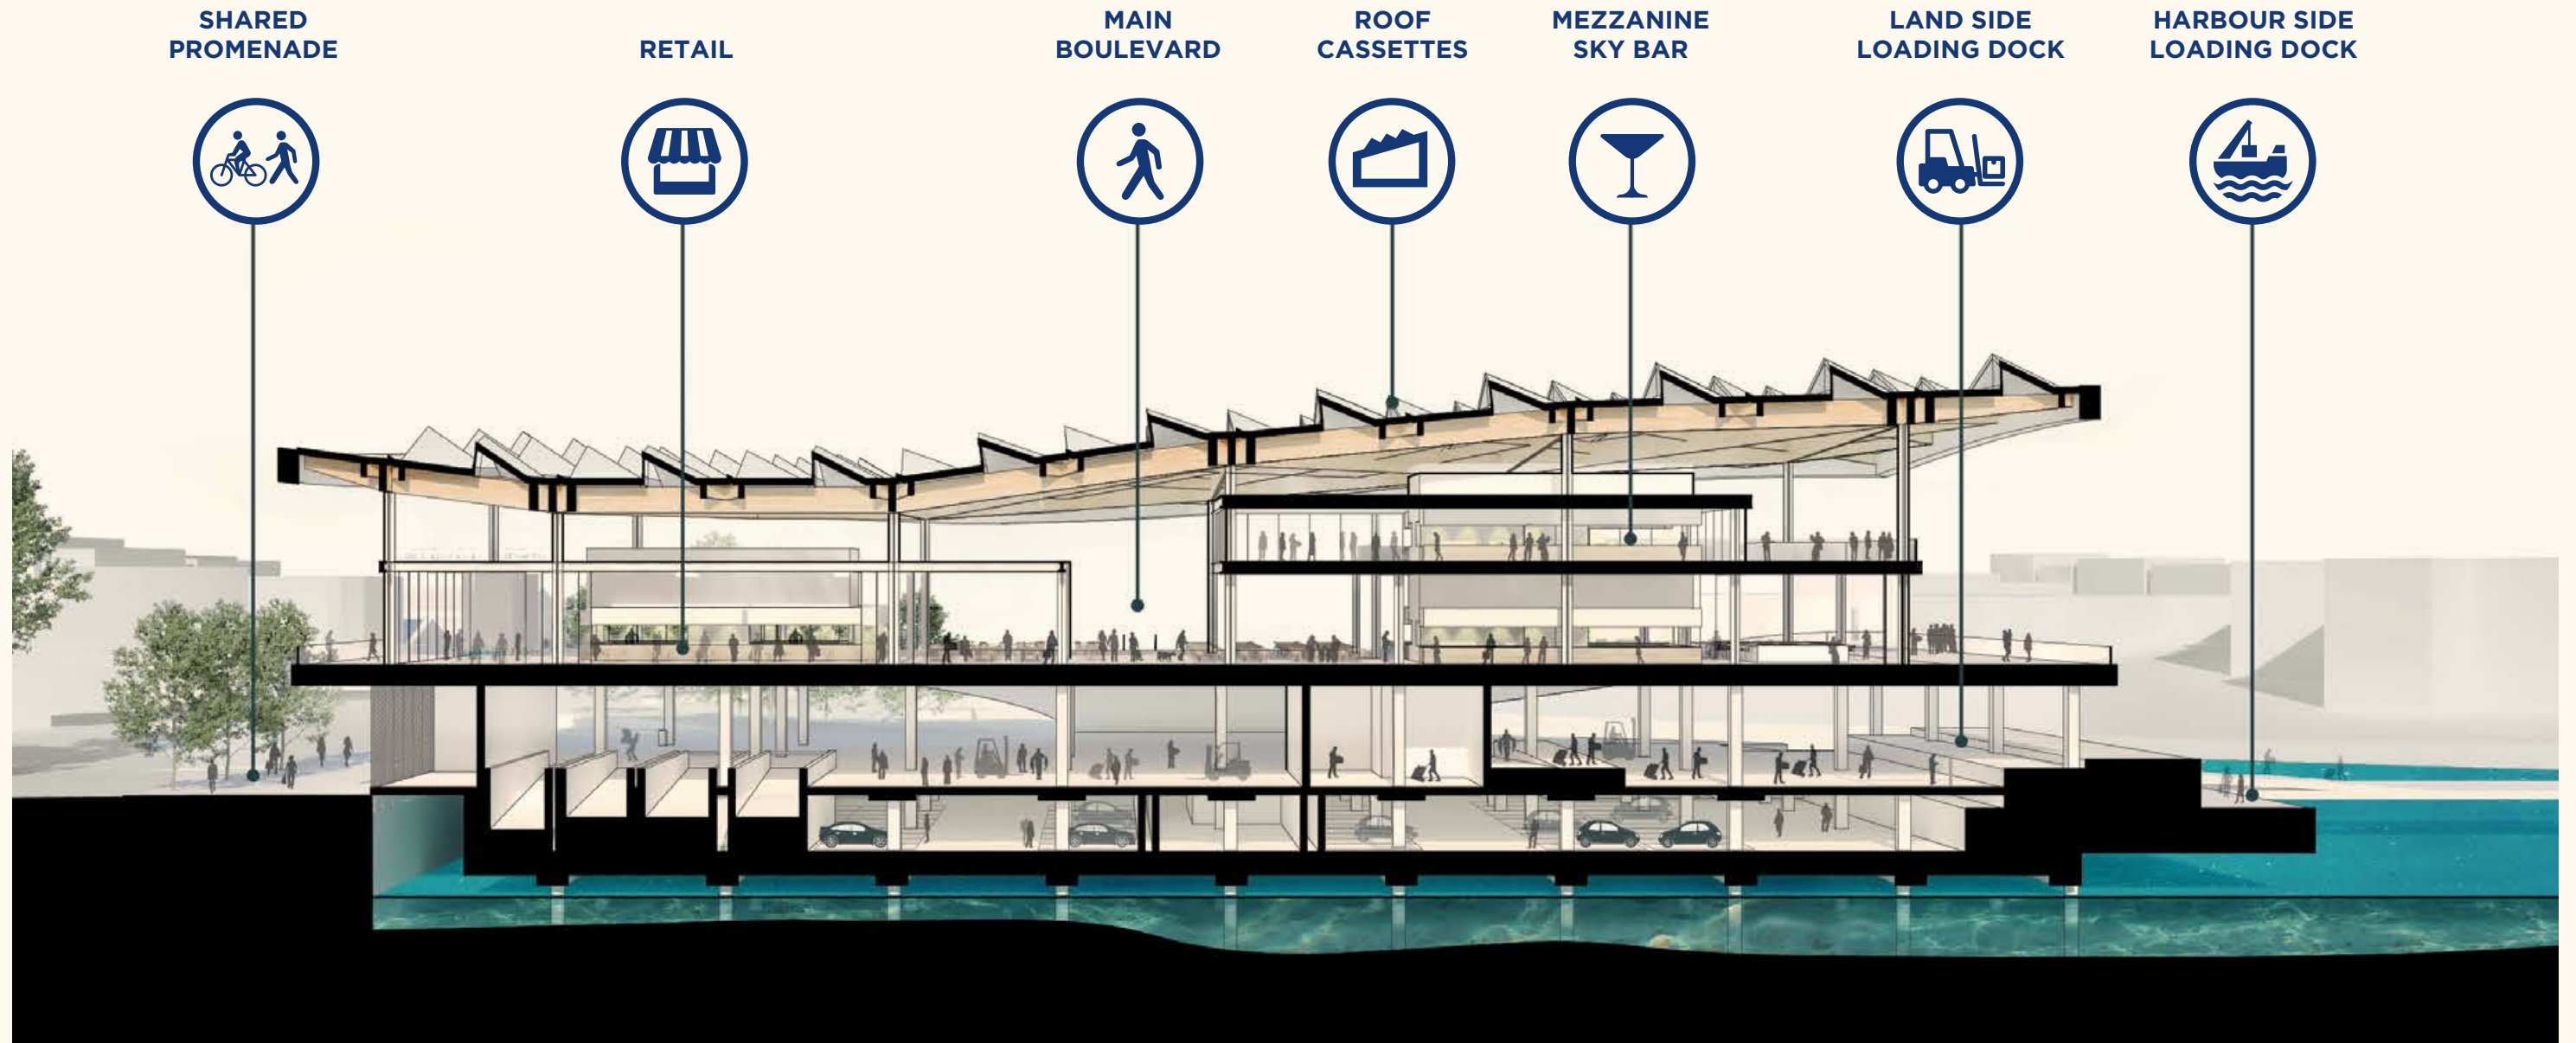 SHARED
PROMENADE
RETAIL
MAIN
BOULEVARD
ROOF
CASSETTES
MEZZANINE
SKY BAR
LAND SIDE
LOADING DOCK
HARBOUR SIDE
LOADING DOCK